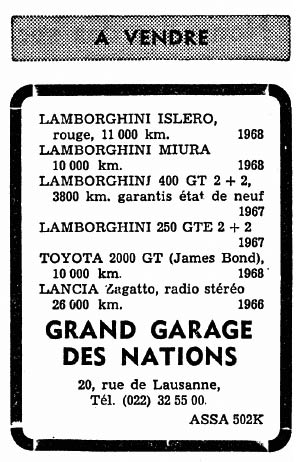 A VENDRE
LAMBORGHINI ISLERO,
rouge, 11 000 km. 1968
LAMBORGHINI MIURA
10 000 km. 1968
LAMBORGHINI 400 GT 2 + 2,
3800 km. garantis état de neuf
1967
LAMBORGHINI 250 GTE 2 + 2
1967
TOYOTA 2000 GT (James Bond),
10 000 km. 1968
LANCIA Zagatto, radio stéréo
26 000 km. 1966
GRAND GARAGE
DES NATIONS
20, rue de Lausanne,
Tél. (022) 32 55 00.
ASSA 502K